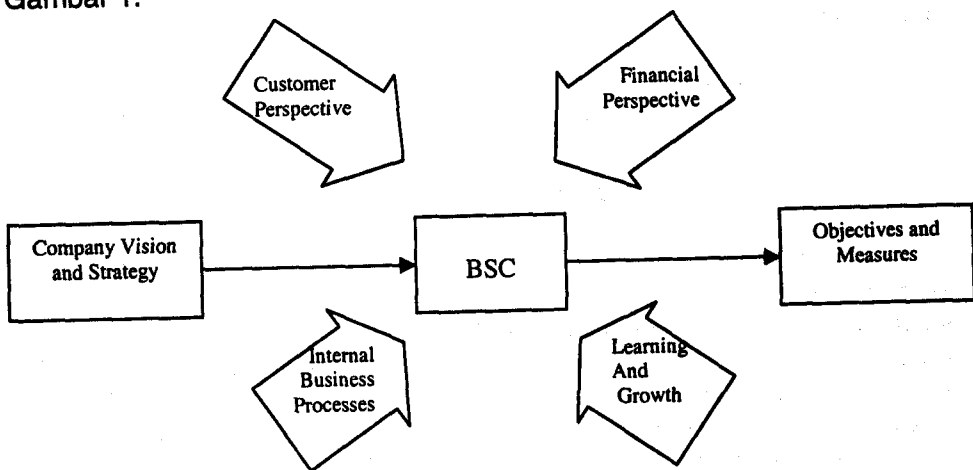 Gambar 1.
Customer
Perspective
Financial
Perspective
Company Vision
and Strategy
BSC
Objectives and
Measures
Internal
Business
Processes
Learning
And
Growth